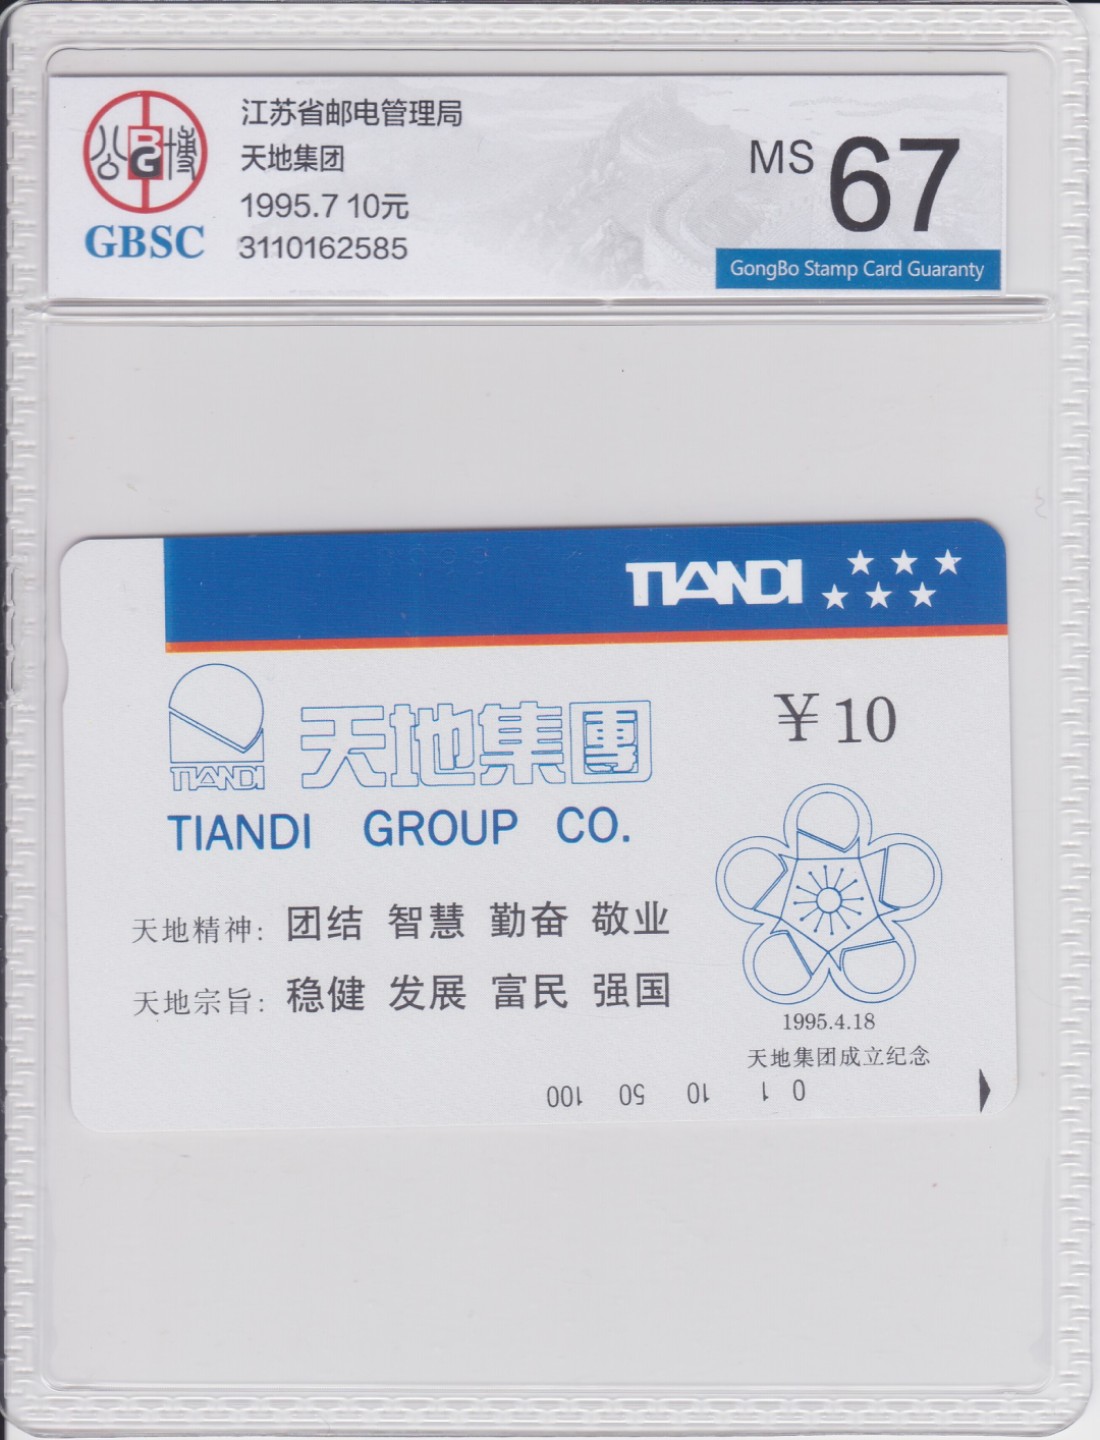 公博
BG
GBSC
江苏省邮电管理局
天地集团
1995.7 10元
3110162585
MS 67
GongBo Stamp Card Guaranty
TIANDI
¥10
TIANDI
天地集團
TIANDI GROUP CO.
天地精神: 团结 智慧 勤奋 敬业
天地宗旨: 稳健 发展 富民 强国
1995.4.18
天地集团成立纪念
100 50 10 1 0